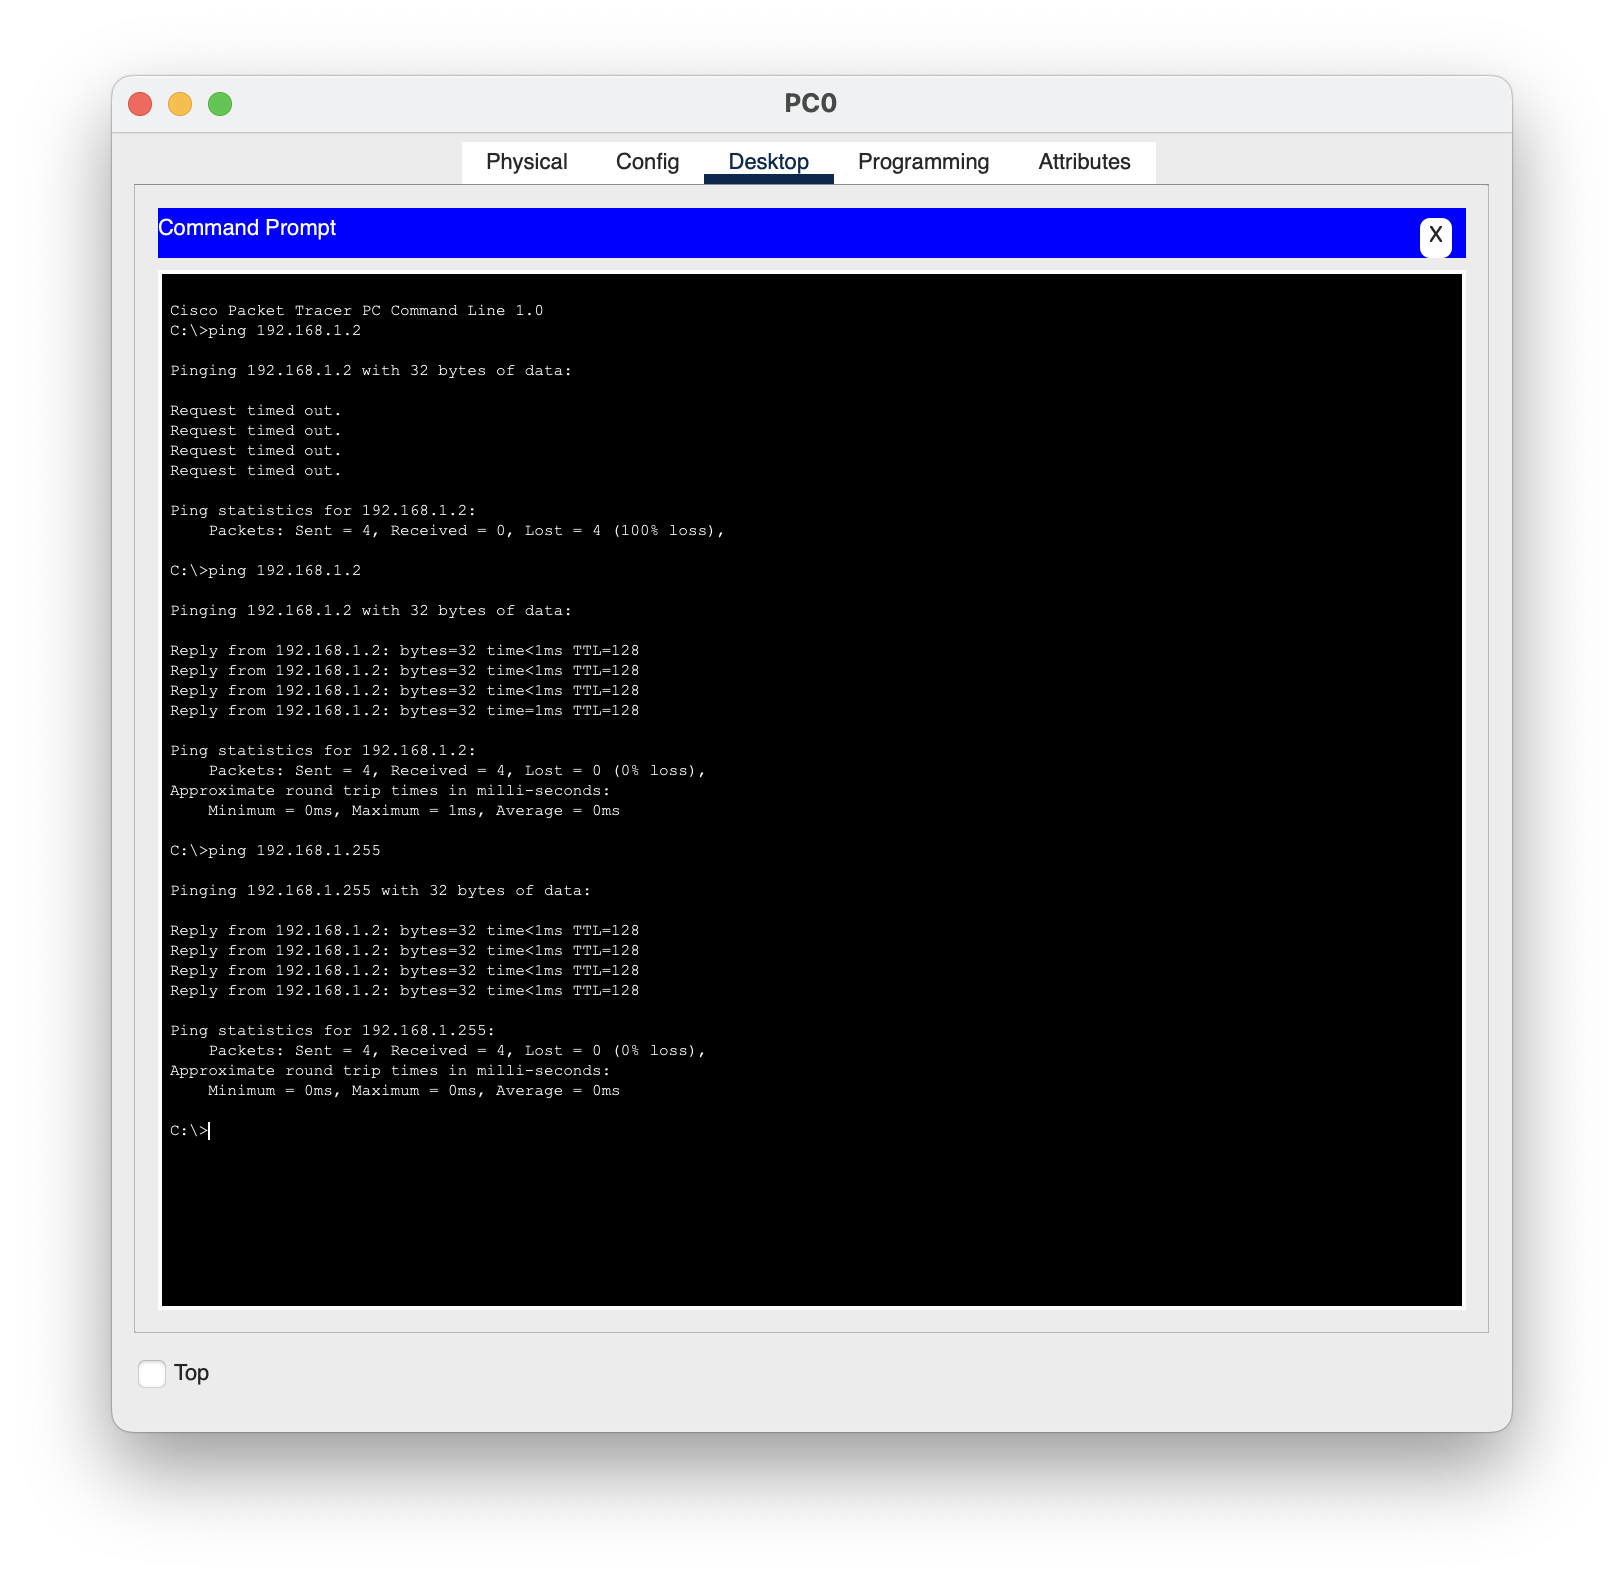 PC0
Physical Config Desktop Programming Attributes
Command Prompt
X
Cisco Packet Tracer PC Command Line 1.0
C:\>ping 192.168.1.2
Pinging 192.168.1.2 with 32 bytes of data:
Request timed out.
Request timed out.
Request timed out.
Request timed out.
Ping statistics for 192.168.1.2:
    Packets: Sent = 4, Received = 0, Lost = 4 (100% loss),
C:\>ping 192.168.1.2
Pinging 192.168.1.2 with 32 bytes of data:
Reply from 192.168.1.2: bytes=32 time<1ms TTL=128
Reply from 192.168.1.2: bytes=32 time<1ms TTL=128
Reply from 192.168.1.2: bytes=32 time<1ms TTL=128
Reply from 192.168.1.2: bytes=32 time=1ms TTL=128
Ping statistics for 192.168.1.2:
    Packets: Sent = 4, Received = 4, Lost = 0 (0% loss),
Approximate round trip times in milli-seconds:
    Minimum = 0ms, Maximum = 1ms, Average = 0ms
C:\>ping 192.168.1.255
Pinging 192.168.1.255 with 32 bytes of data:
Reply from 192.168.1.2: bytes=32 time<1ms TTL=128
Reply from 192.168.1.2: bytes=32 time<1ms TTL=128
Reply from 192.168.1.2: bytes=32 time<1ms TTL=128
Reply from 192.168.1.2: bytes=32 time<1ms TTL=128
Ping statistics for 192.168.1.255:
    Packets: Sent = 4, Received = 4, Lost = 0 (0% loss),
Approximate round trip times in milli-seconds:
    Minimum = 0ms, Maximum = 0ms, Average = 0ms
C:\>
Top